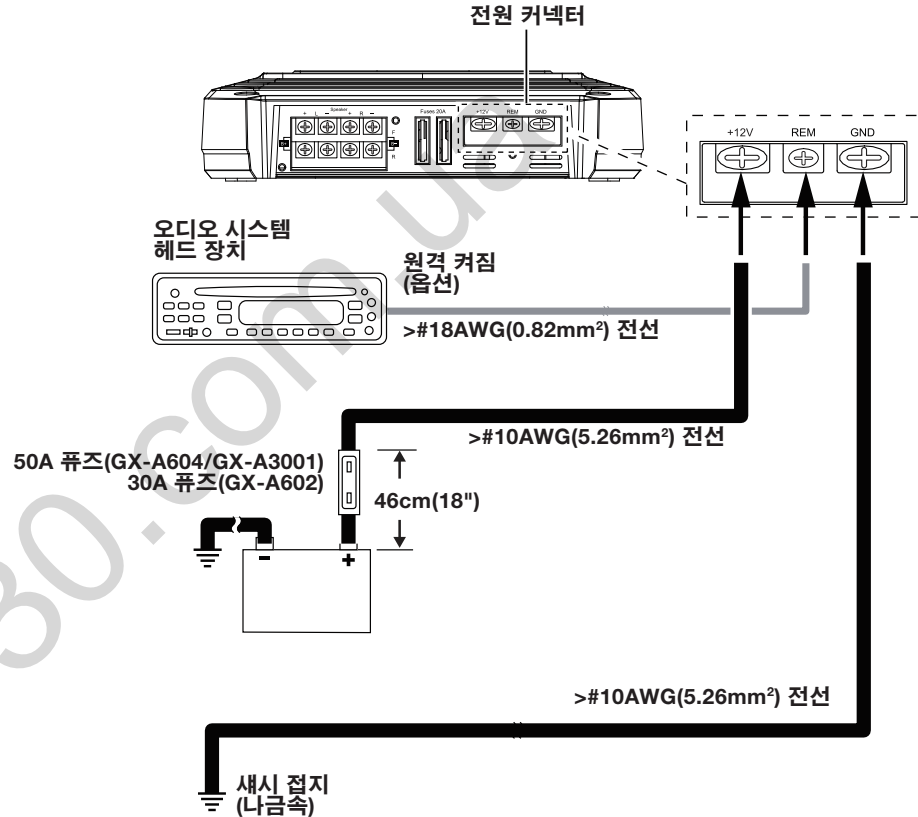 전원 커넥터
Speaker
+ L − + R −
F
R
Fuses 20A
+12V REM GND
+12V REM GND
오디오 시스템
헤드 장치
원격 켜짐
(옵션)
>#18AWG(0.82mm²) 전선
>#10AWG(5.26mm²) 전선
50A 퓨즈(GX-A604/GX-A3001)
30A 퓨즈(GX-A602)
46cm(18")
− +
>#10AWG(5.26mm²) 전선
섀시 접지
(나금속)
30.com.ua